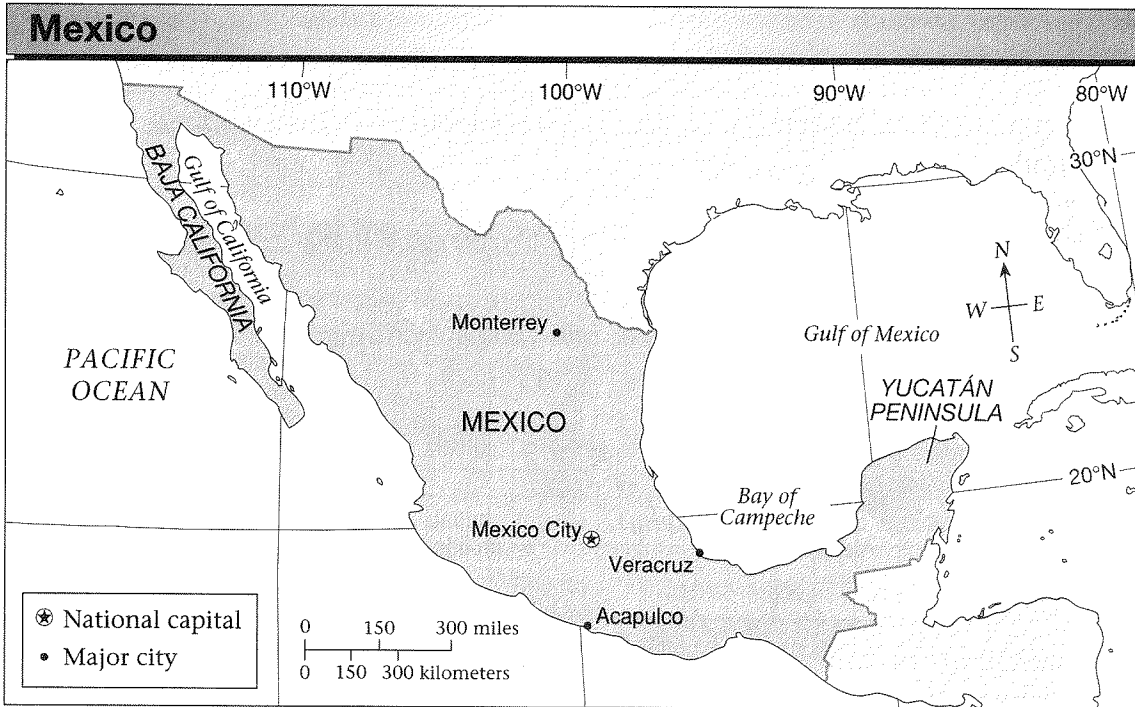 Mexico
110°W
100°W
90°W
80°W
30°N
BAJA CALIFORNIA
Gulf of California
N
W
E
S
Monterrey
Gulf of Mexico
PACIFIC
OCEAN
YUCATÁN
PENINSULA
MEXICO
20°N
Bay of
Campeche
Mexico City
Veracruz
Acapulco
National capital
Major city
0 150 300 miles
0 150 300 kilometers